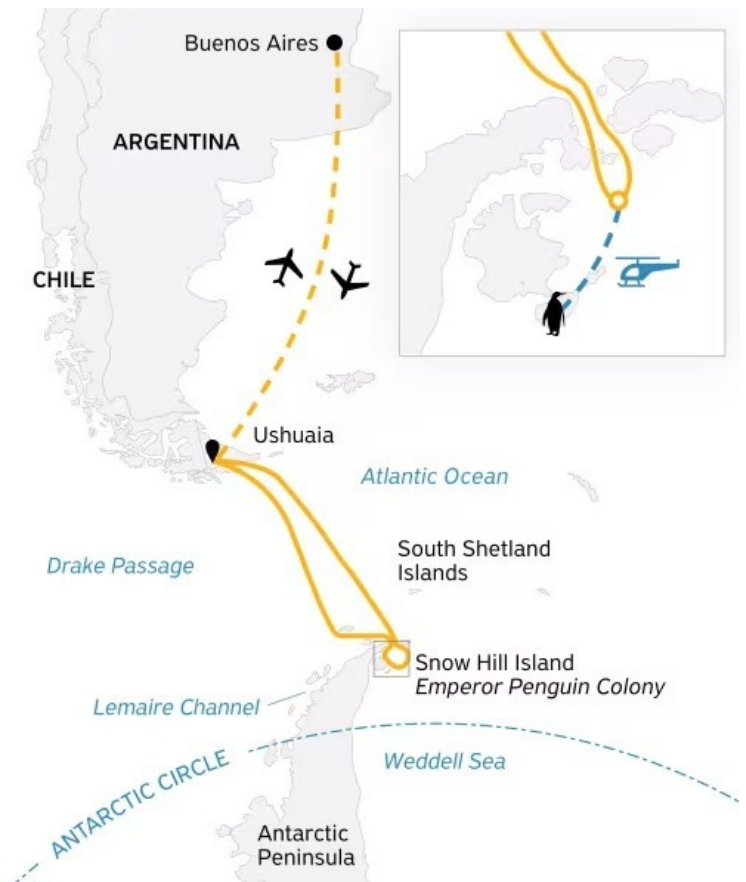 Buenos Aires
ARGENTINA
CHILE
Ushuaia
Atlantic Ocean
South Shetland
Islands
Drake Passage
Snow Hill Island
Emperor Penguin Colony
Lemaire Channel
ANTARCTIC CIRCLE
Weddell Sea
Antarctic
Peninsula